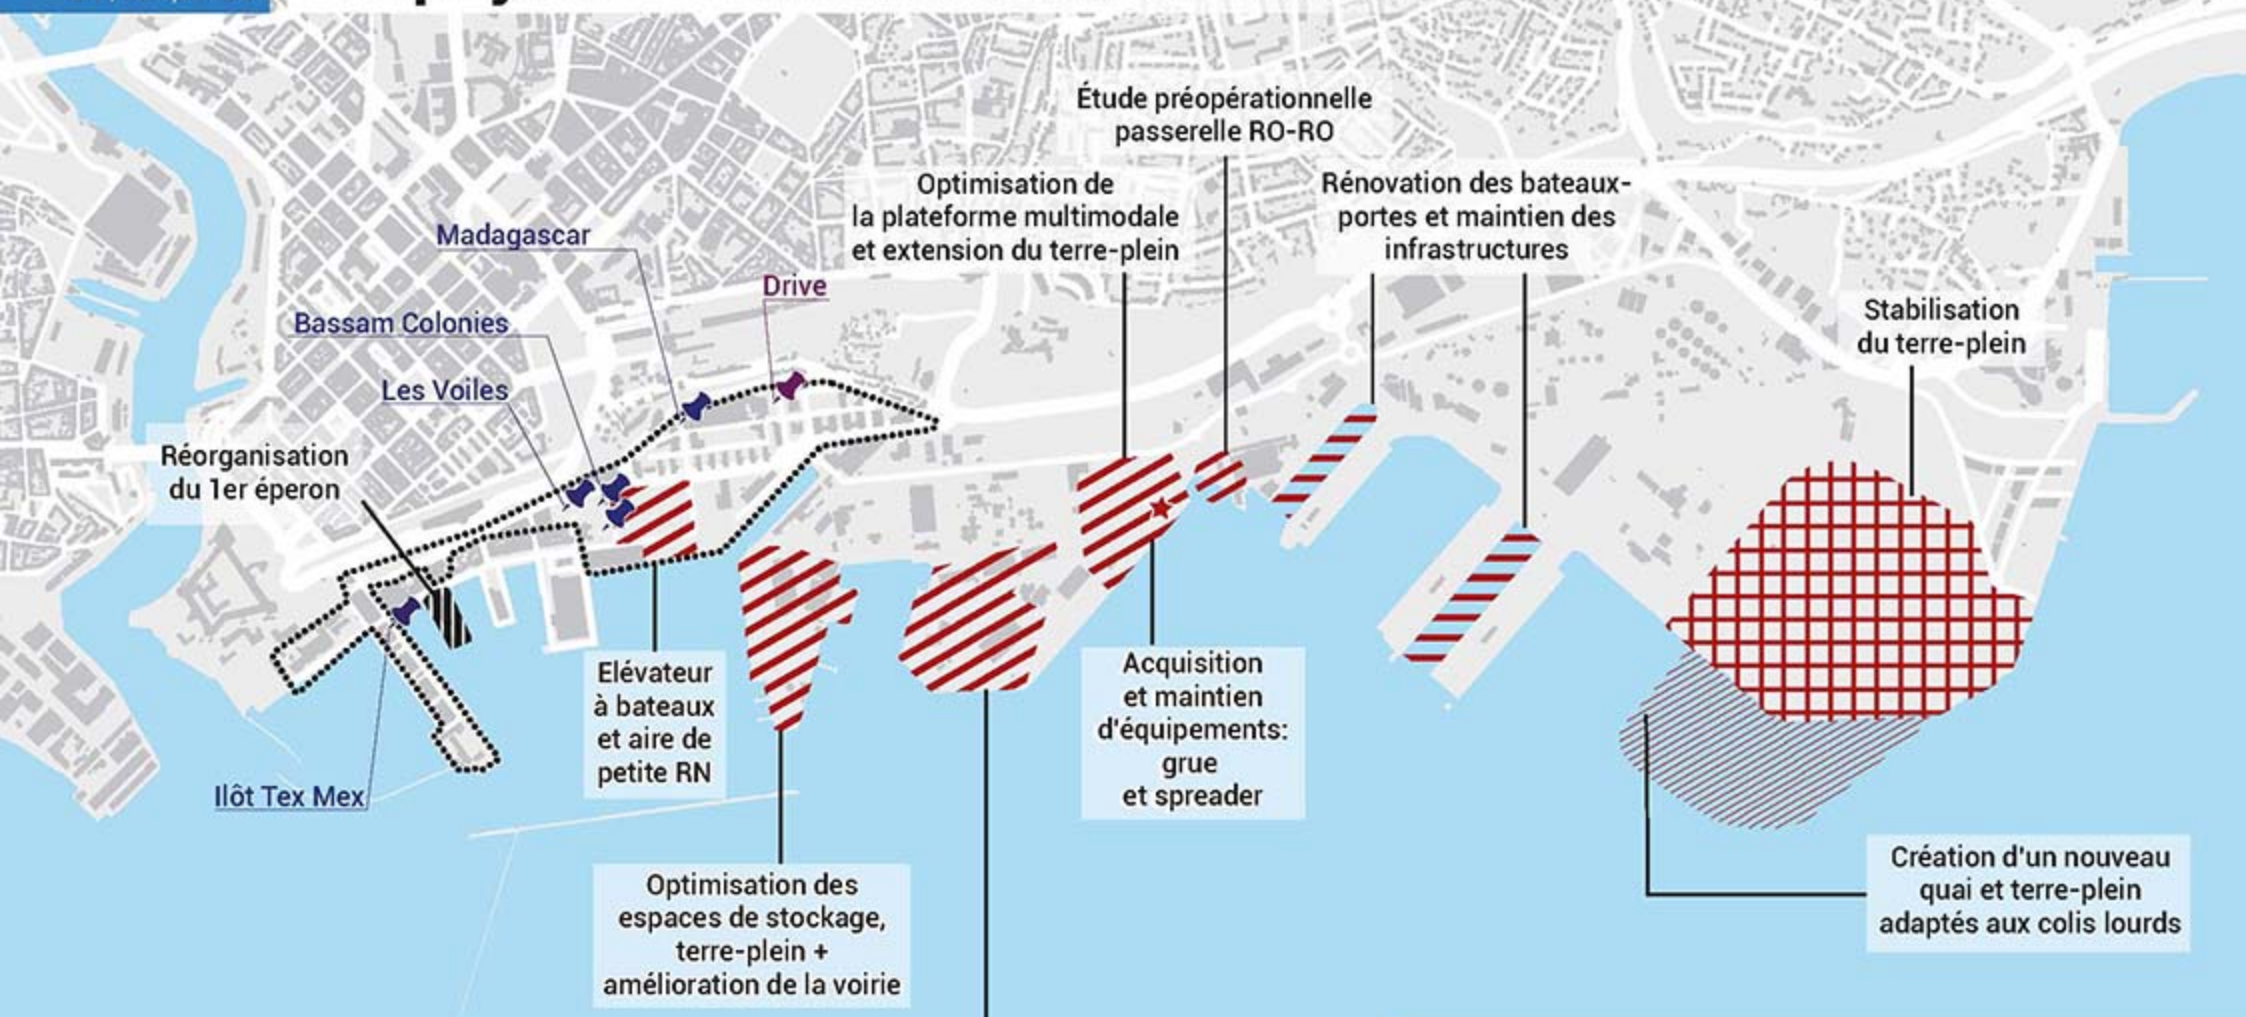 Étude préopérationnelle
passerelle RO-RO
Optimisation de
la plateforme multimodale
et extension du terre-plein
Rénovation des bateaux-
portes et maintien des
infrastructures
Madagascar
Drive
Bassam Colonies
Les Voiles
Stabilisation
du terre-plein
Réorganisation
du 1er éperon
Ilôt Tex Mex
Elévateur
à bateaux
et aire de
petite RN
Acquisition
et maintien
d'équipements:
grue
et spreader
Optimisation des
espaces de stockage,
terre-plein +
amélioration de la voirie
Création d'un nouveau
quai et terre-plein
adaptés aux colis lourds